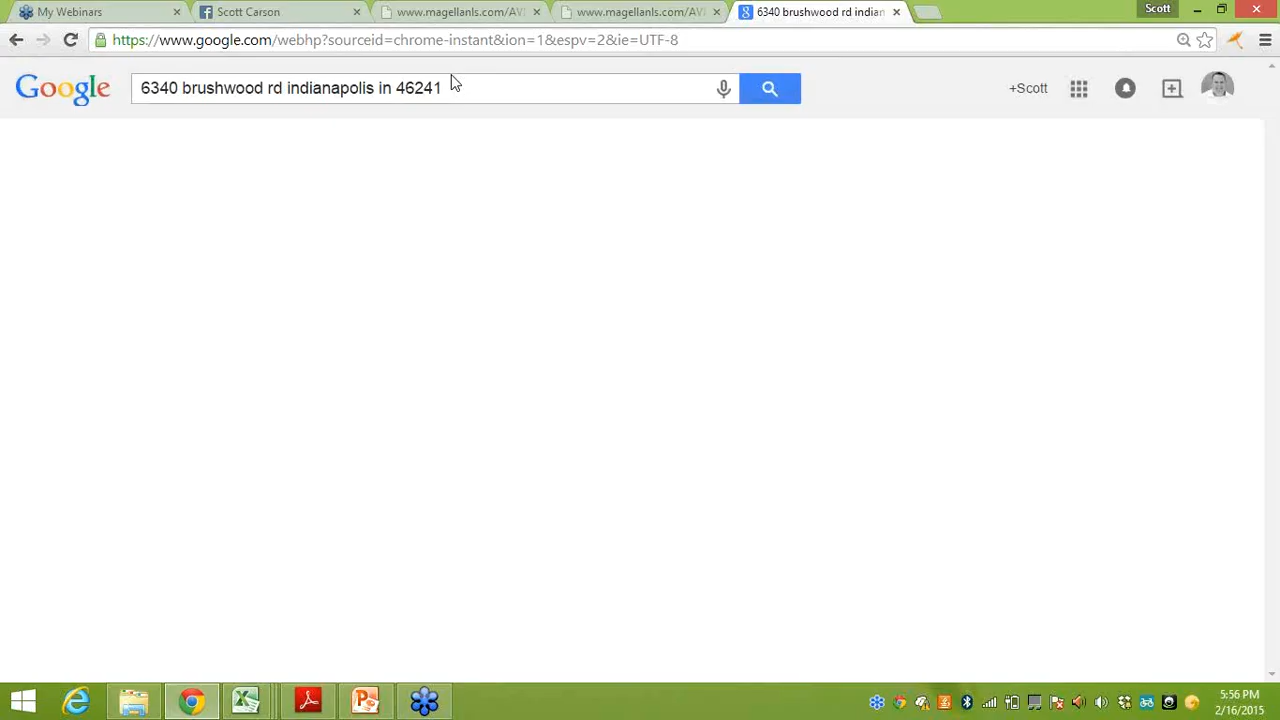 My Webinars
Scott Carson
www.magellanls.com/AVI
www.magellanls.com/AVI
6340 brushwood rd indian
Scott
https://www.google.com/webhp?sourceid=chrome-instant&ion=1&espv=2&ie=UTF-8
Google
6340 brushwood rd indianapolis in 46241
+Scott
5:56 PM
2/16/2015